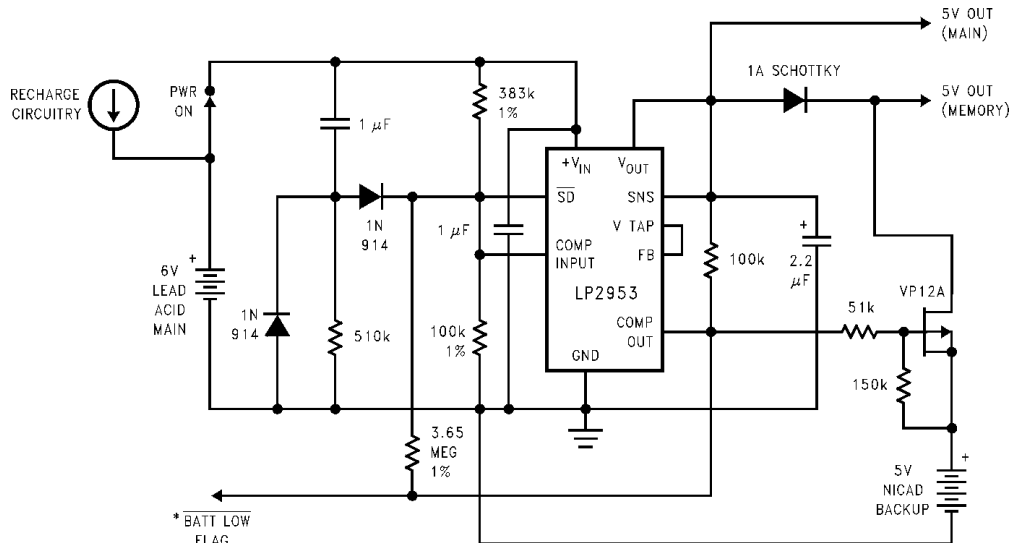 5V OUT
(MAIN)
1A SCHOTTKY
5V OUT
(MEMORY)
RECHARGE
CIRCUITRY
PWR
ON
1 μF
383k
1%
+VIN
VOUT
SD
SNS
1N
914
1 μF
V TAP
FB
COMP
INPUT
LP2953
100k
+
2.2
μF
VP12A
6V
LEAD
ACID
MAIN
+
1N
914
510k
100k
1%
COMP
OUT
GND
51k
150k
3.65
MEG
1%
5V
NICAD
BACKUP
+
* BATT LOW
FLAG